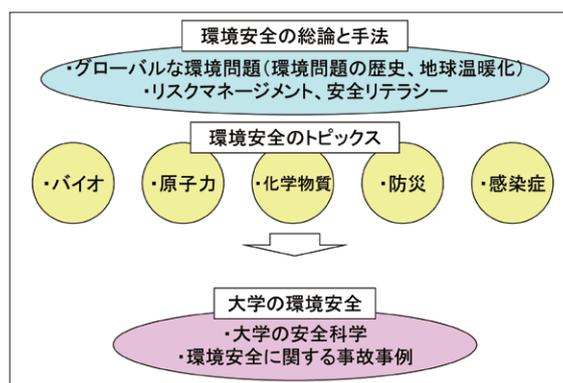 環境安全の総論と手法
・グローバルな環境問題(環境問題の歴史、地球温暖化)
・リスクマネージメント、安全リテラシー
環境安全のトピックス
・バイオ
・原子力
・化学物質
・防災
・感染症
大学の環境安全
・大学の安全科学
・環境安全に関する事故事例